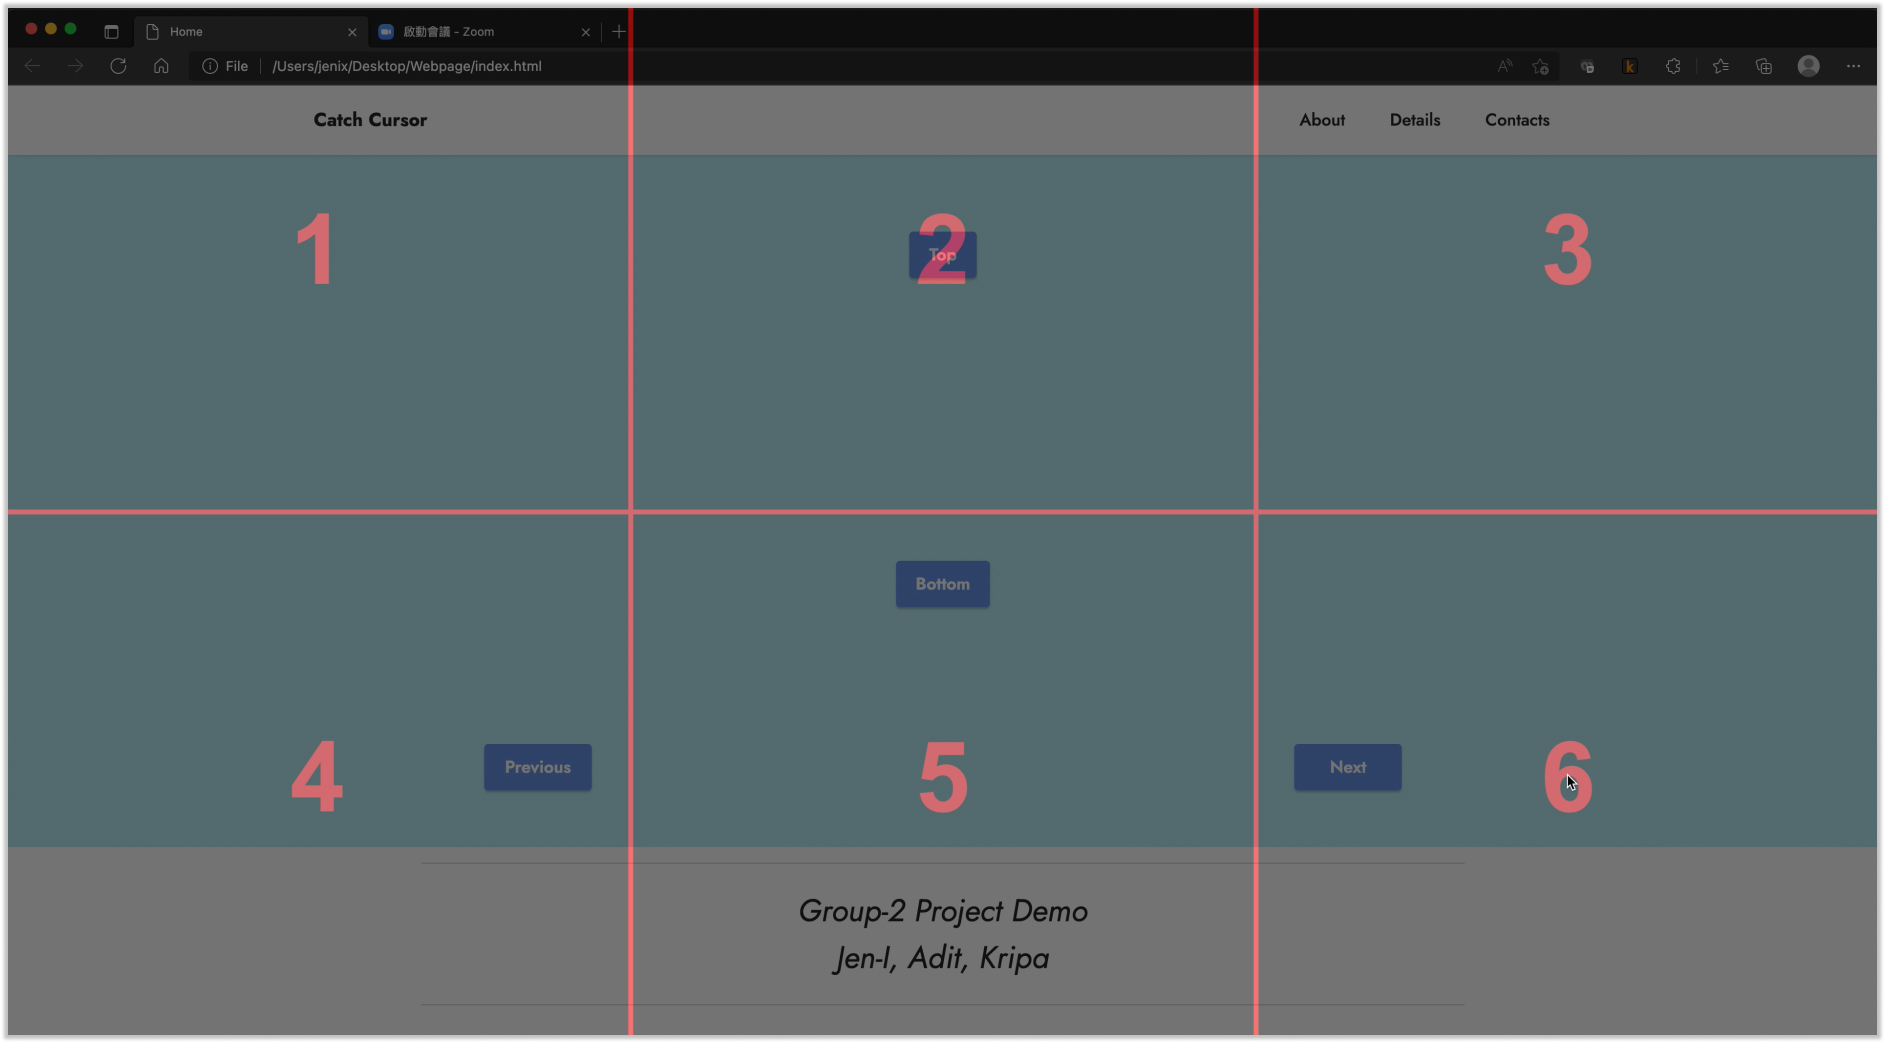 Home
啟動會議 - Zoom
File
/Users/jenix/Desktop/Webpage/index.html
Catch Cursor
About
Details
Contacts
1
2
3
Top
Bottom
4
Previous
5
Next
6
Group-2 Project Demo
Jen-I, Adit, Kripa